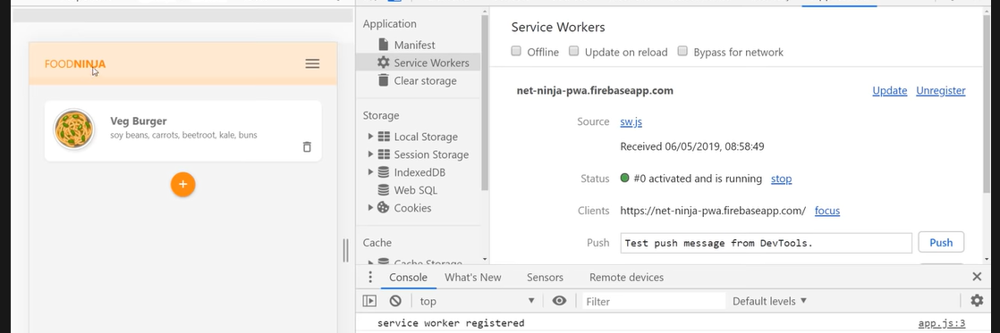 FOODNINJA
Veg Burger
soy beans, carrots, beetroot, kale, buns
+
Application
Manifest
Service Workers
Clear storage
Storage
Local Storage
Session Storage
IndexedDB
Web SQL
Cookies
Cache
Service Workers
Offline Update on reload Bypass for network
net-ninja-pwa.firebaseapp.com Update Unregister
Source sw.js
Received 06/05/2019, 08:58:49
Status #0 activated and is running stop
Clients https://net-ninja-pwa.firebaseapp.com/ focus
Push Test push message from DevTools. Push
Console What's New Sensors Remote devices
top Filter Default levels
service worker registered app.js:3